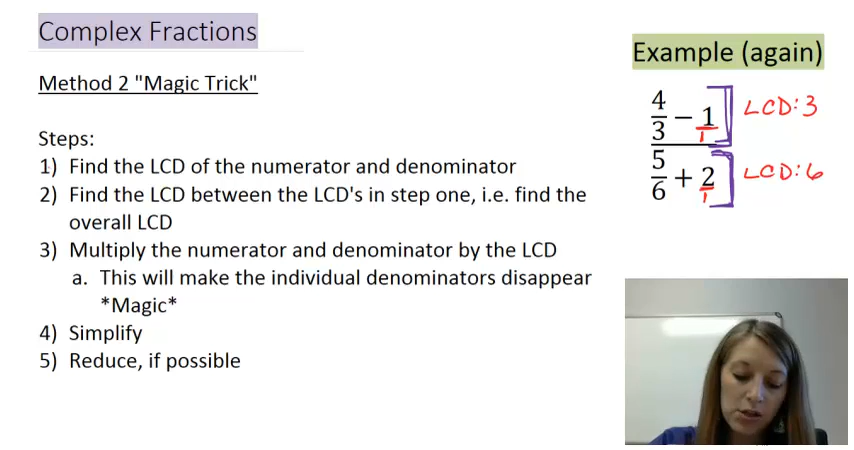 Complex Fractions
Method 2 "Magic Trick"
Steps:
1) Find the LCD of the numerator and denominator
2) Find the LCD between the LCD's in step one, i.e. find the
overall LCD
3) Multiply the numerator and denominator by the LCD
a. This will make the individual denominators disappear
*Magic*
4) Simplify
5) Reduce, if possible
Example (again)
4/3 − 1/1
LCD: 3
5/6 + 2/1
LCD: 6